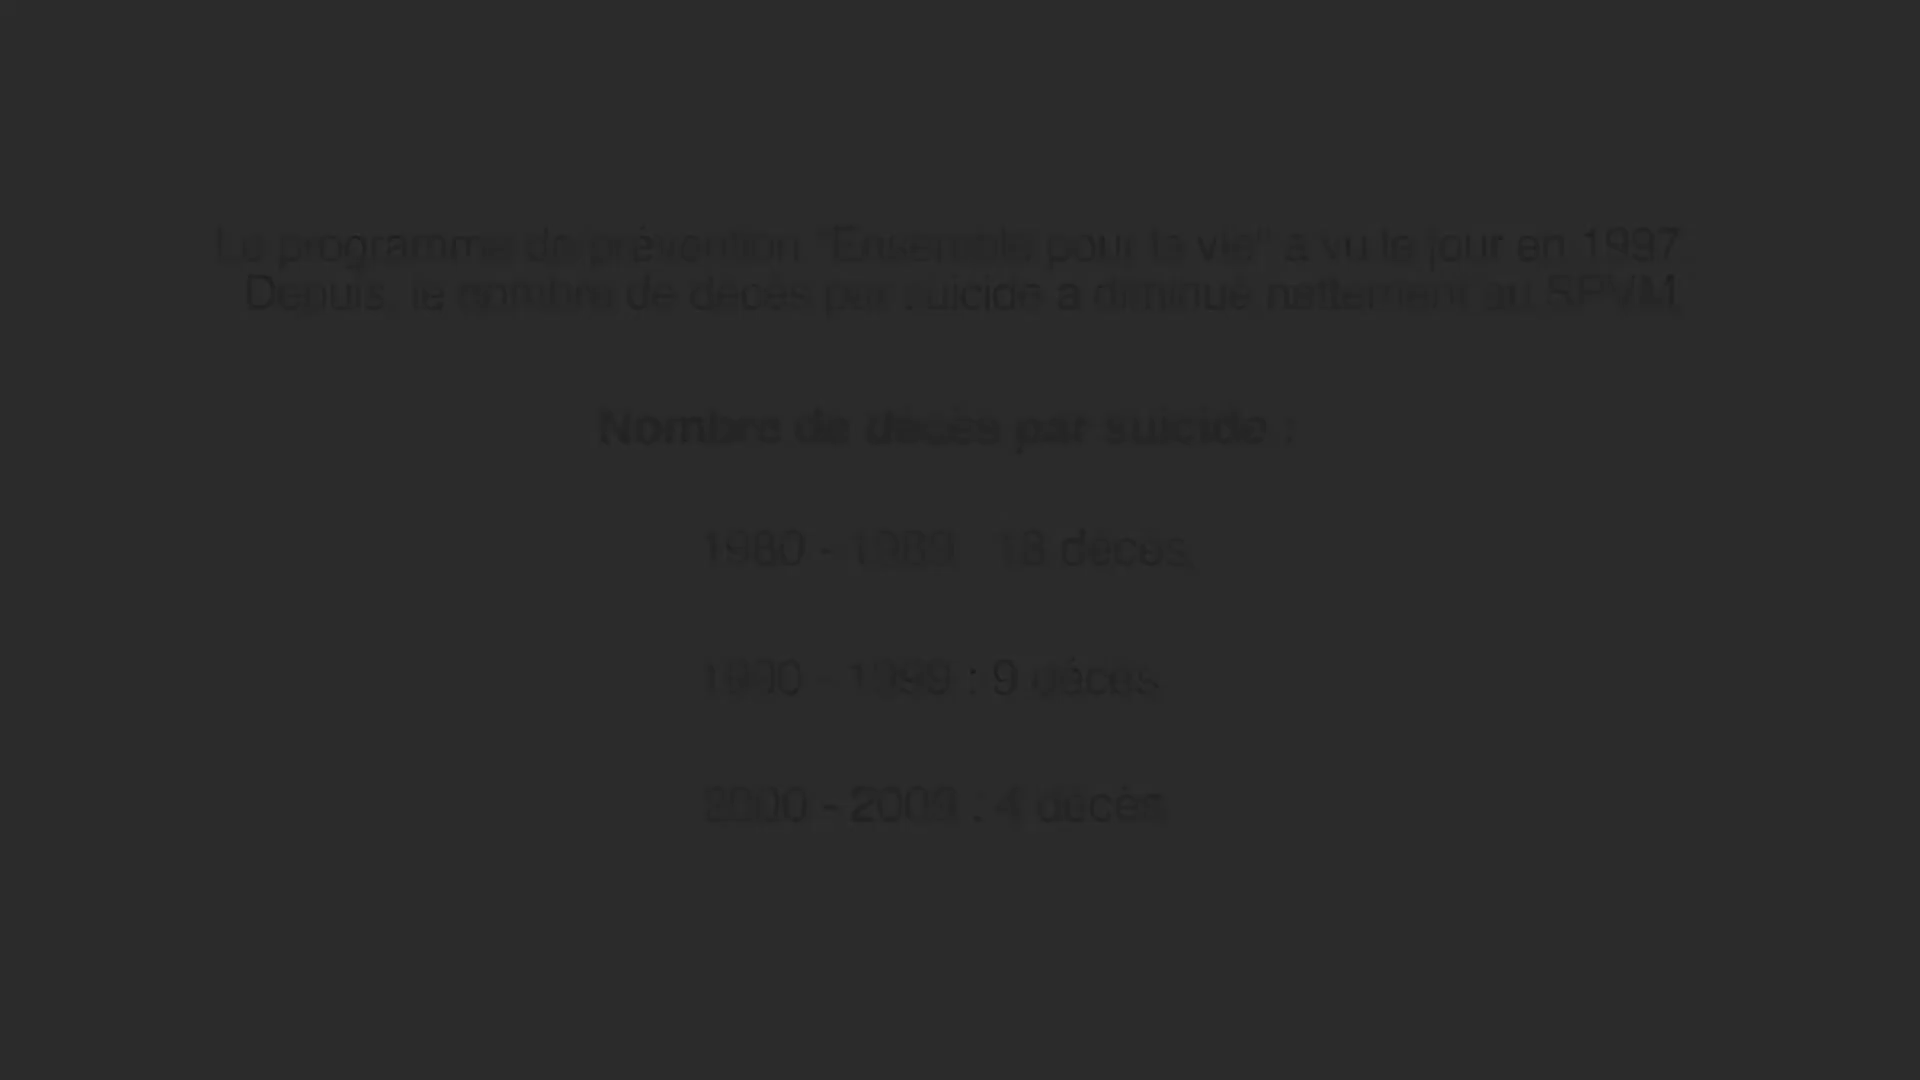 Le programme de prévention "Ensemble pour la vie" a vu le jour en 1997
Depuis, le nombre de décès par suicide a diminué nettement au SPVM
Nombre de décès par suicide :
1980 - 1989 : 18 décès
1990 - 1999 : 9 décès
2000 - 2009 : 4 décès